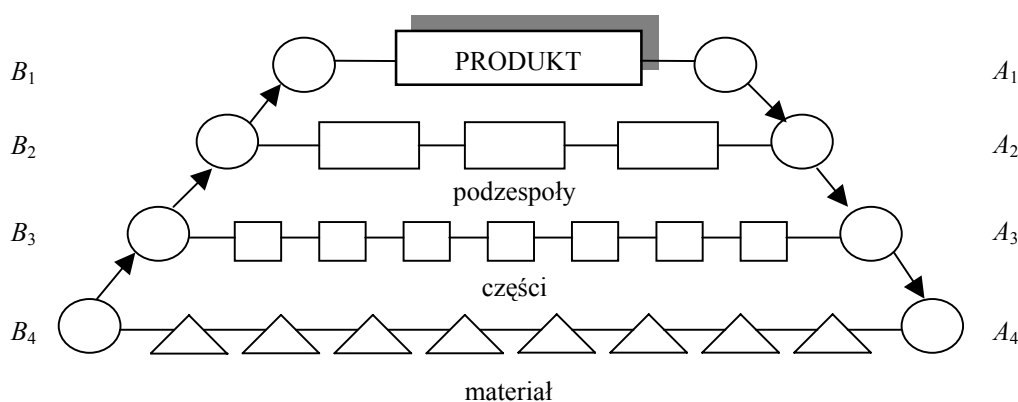 B1 PRODUKT A1
B2 A2
podzespoły
B3 A3
części
B4 A4
materiał